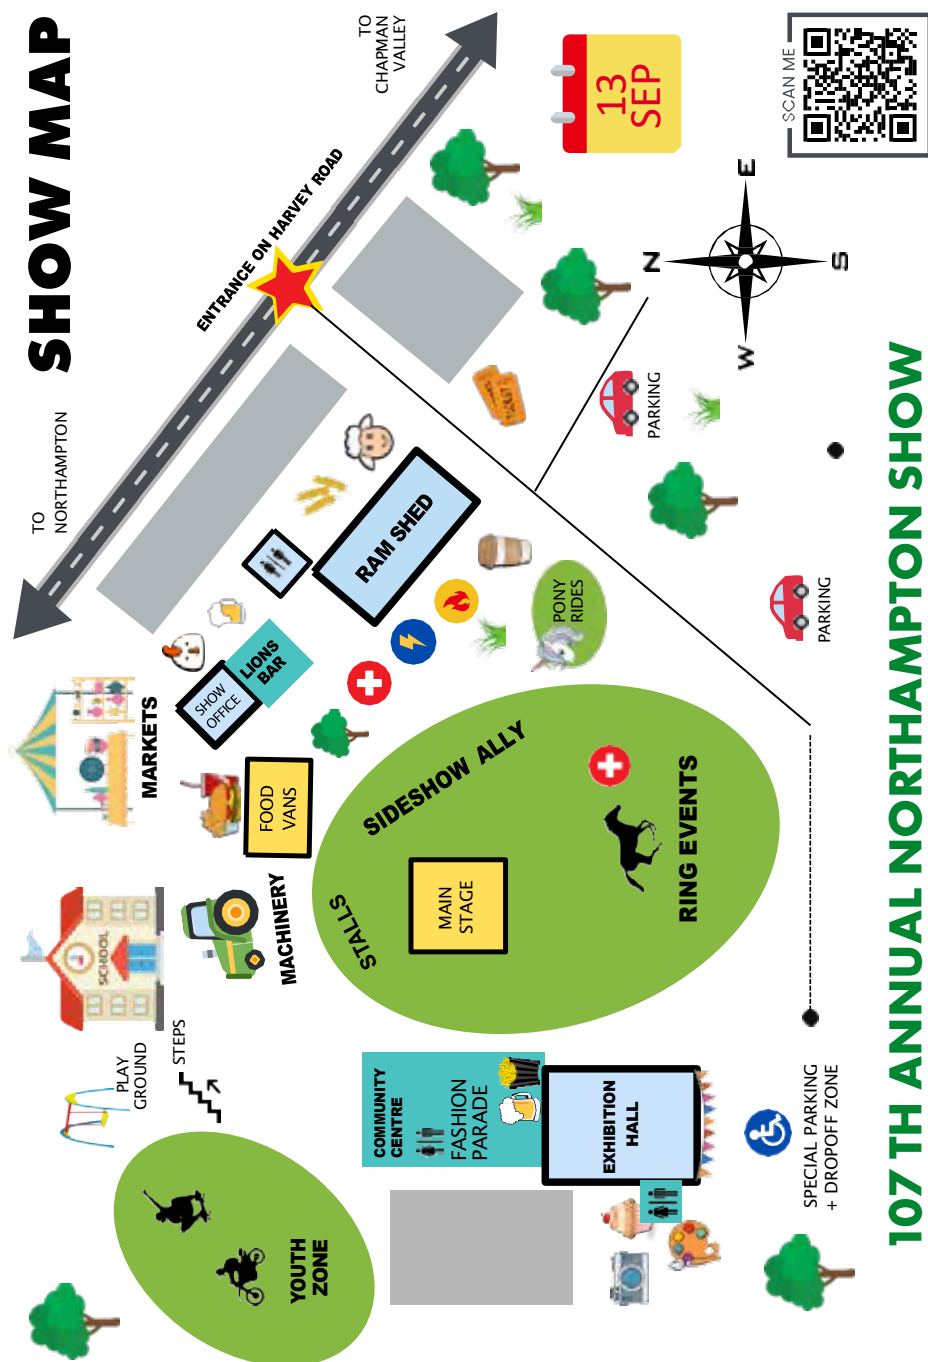 SHOW MAP
107 TH ANNUAL NORTHAMPTON SHOW
TO
NORTHAMPTON
TO
CHAPMAN
VALLEY
ENTRANCE ON HARVEY ROAD
13
SEP
SCAN ME
N
E
S
W
TICKET
PARKING
PARKING
RAM SHED
PONY
RIDES
LIONS
BAR
SHOW
OFFICE
MARKETS
FOOD
VANS
SIDESHOW ALLY
STALLS
MAIN
STAGE
RING EVENTS
SCHOOL
MACHINERY
PLAY
GROUND
STEPS
YOUTH
ZONE
COMMUNITY
CENTRE
FASHION
PARADE
EXHIBITION
HALL
SPECIAL PARKING
+ DROPOFF ZONE